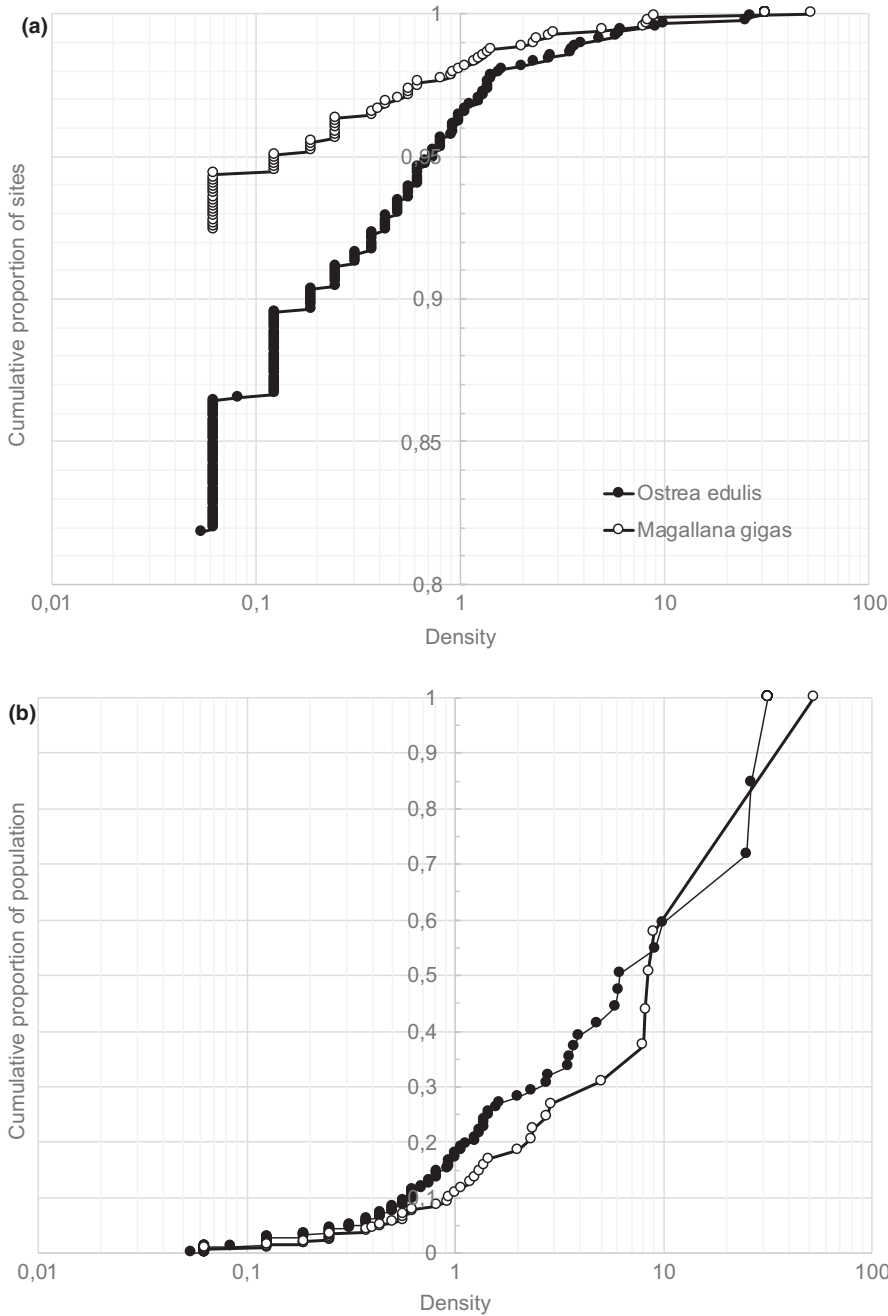 (a)
1
0,95
0,9
0,85
0,8
Cumulative proportion of sites
Ostrea edulis
Magallana gigas
0,01 0,1 1 10 100
Density
(b)
1
0,9
0,8
0,7
0,6
0,5
0,4
0,3
0,2
0,1
0
Cumulative proportion of population
0,01 0,1 1 10 100
Density